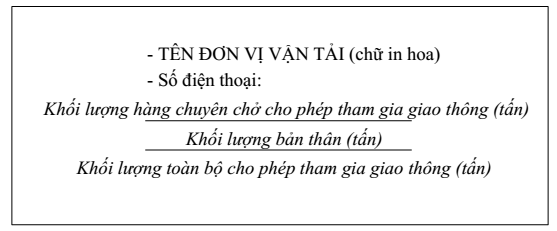 - TÊN ĐƠN VỊ VẬN TẢI (chữ in hoa)
- Số điện thoại:
Khối lượng hàng chuyên chở cho phép tham gia giao thông (tấn)
Khối lượng bản thân (tấn)
Khối lượng toàn bộ cho phép tham gia giao thông (tấn)